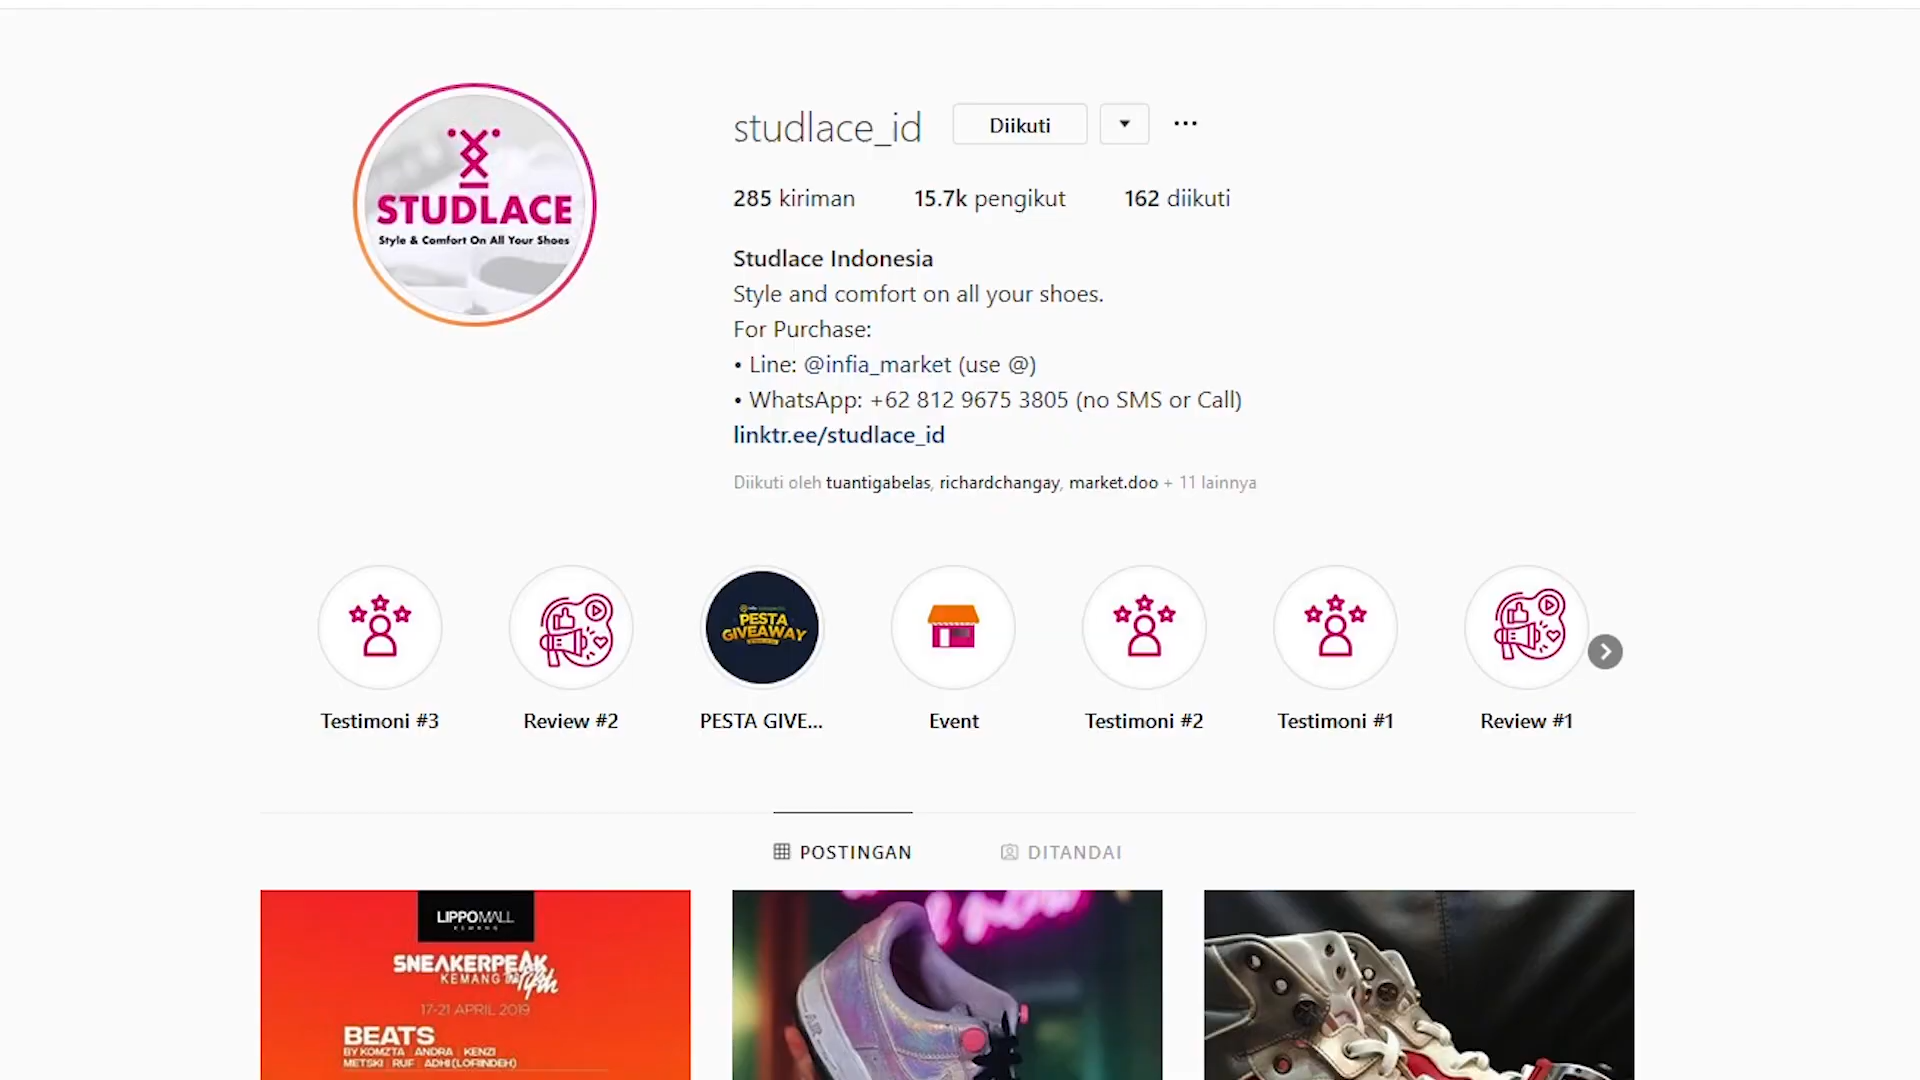 STUDLACE
Style & Comfort On All Your Shoes
studlace_id
Diikuti
285 kiriman 15.7k pengikut 162 diikuti
Studlace Indonesia
Style and comfort on all your shoes.
For Purchase:
• Line: @infia_market (use @)
• WhatsApp: +62 812 9675 3805 (no SMS or Call)
linktr.ee/studlace_id
Diikuti oleh tuantigabelas, richardchangay, market.doo + 11 lainnya
PESTA
GIVEAWAY
Testimoni #3
Review #2
PESTA GIVE...
Event
Testimoni #2
Testimoni #1
Review #1
POSTINGAN
DITANDAI
LIPPO MALL
KEMANG
SNEAKERPEAK
KEMANG
17-21 APRIL 2019
BEATS
BY KOMZTA | ANDRA | KENZI
METSKI | RUF | ADHI (LORINDEH)